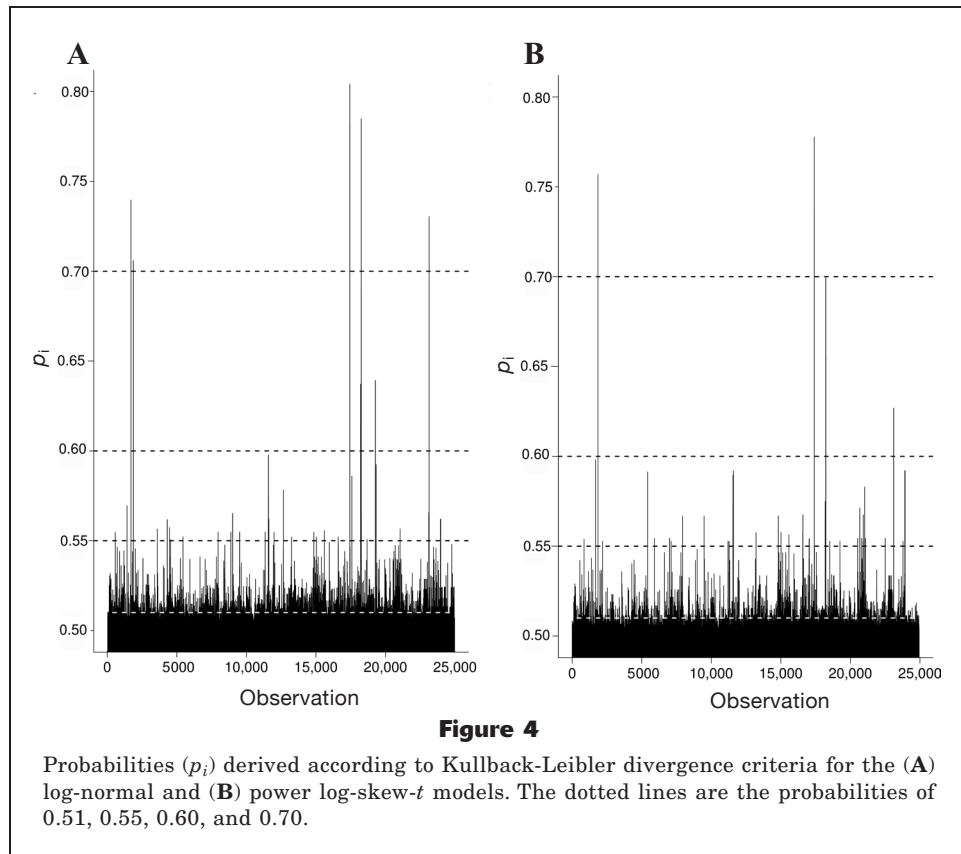 A
0.80
0.75
0.70
0.65
0.60
0.55
0.50
pi
0
5000
10,000
15,000
20,000
25,000
Observation
B
0.80
0.75
0.70
0.65
0.60
0.55
0.50
pi
0
5000
10,000
15,000
20,000
25,000
Observation
Figure 4
Probabilities (pi) derived according to Kullback-Leibler divergence criteria for the (A)
log-normal and (B) power log-skew-t models. The dotted lines are the probabilities of
0.51, 0.55, 0.60, and 0.70.